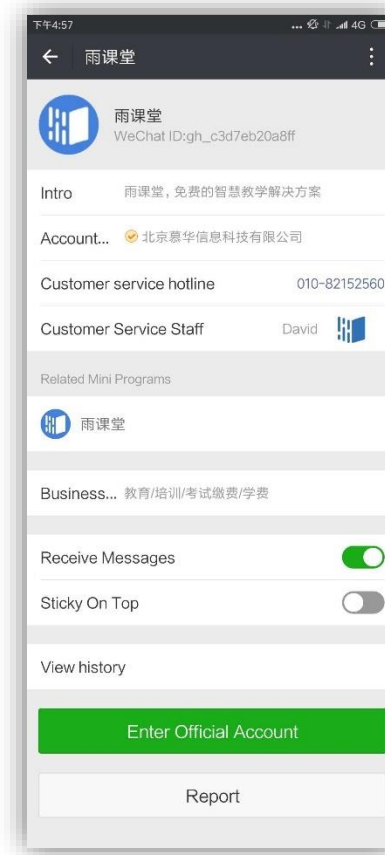 下午4:57 ... 4G
雨课堂
雨课堂
WeChat ID:gh_c3d7eb20a8ff
Intro 雨课堂，免费的智慧教学解决方案
Account... 北京慕华信息科技有限公司
Customer service hotline 010-82152560
Customer Service Staff David
Related Mini Programs
雨课堂
Business... 教育/培训/考试缴费/学费
Receive Messages
Sticky On Top
View history
Enter Official Account
Report